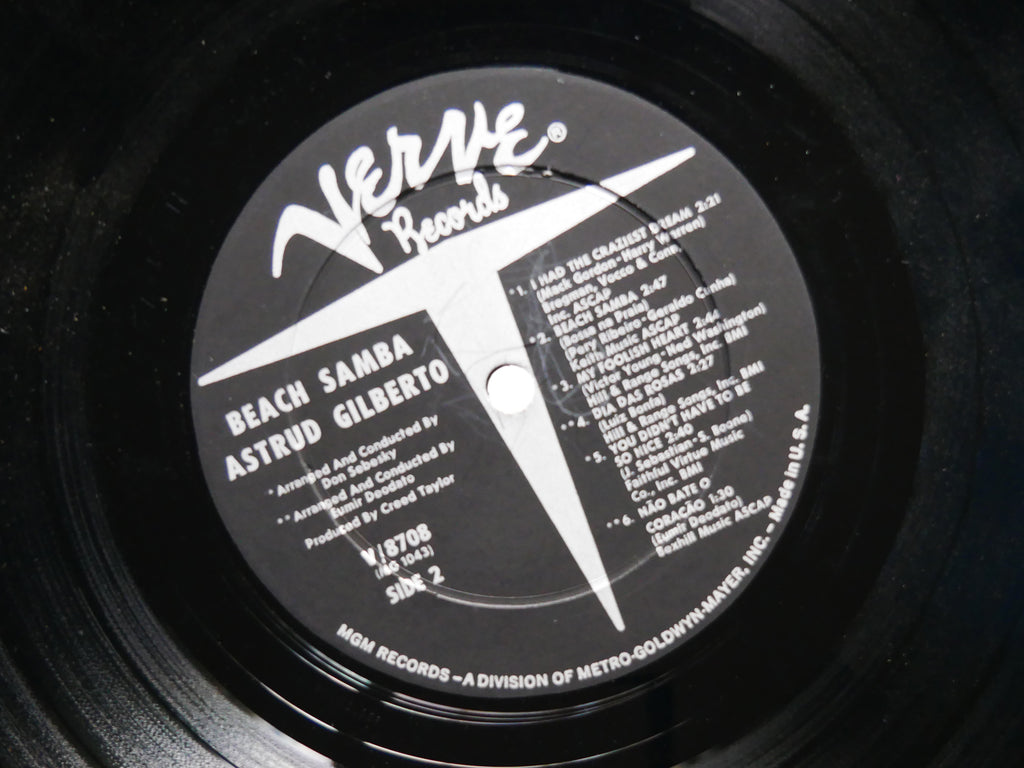 Verve®
Records
BEACH SAMBA
ASTRUD GILBERTO
*Arranged And Conducted By
Don Sebesky
**Arranged And Conducted By
Eumir Deodato
Produced By Creed Taylor
V/8708
(MG 1043)
SIDE 2
*1. I HAD THE CRAZIEST DREAM 2:21
(Mack Gordon-Harry Warren)
Bregman, Vocco & Conn,
Inc. ASCAP
*2. BEACH SAMBA 2:47
(Bossa na Praia)
(Pery Ribeiro-Geraldo Cunha)
Keith Music ASCAP
*3. MY FOOLISH HEART 2:44
(Victor Young-Ned Washington)
Hill & Range Songs, Inc. BMI
**4. DIA DAS ROSAS 2:27
(Luiz Bonfa)
Hill & Range Songs, Inc. BMI
*5. YOU DIDN'T HAVE TO BE
SO NICE 2:40
(J. Sebastian-S. Boone)
Faithful Virtue Music
Co., Inc. BMI
**6. NÃO BATE O
CORAÇÃO 1:30
(Eumir Deodato)
Boxhill Music ASCAP
MGM RECORDS – A DIVISION OF METRO-GOLDWYN-MAYER, INC. • Made in U.S.A.